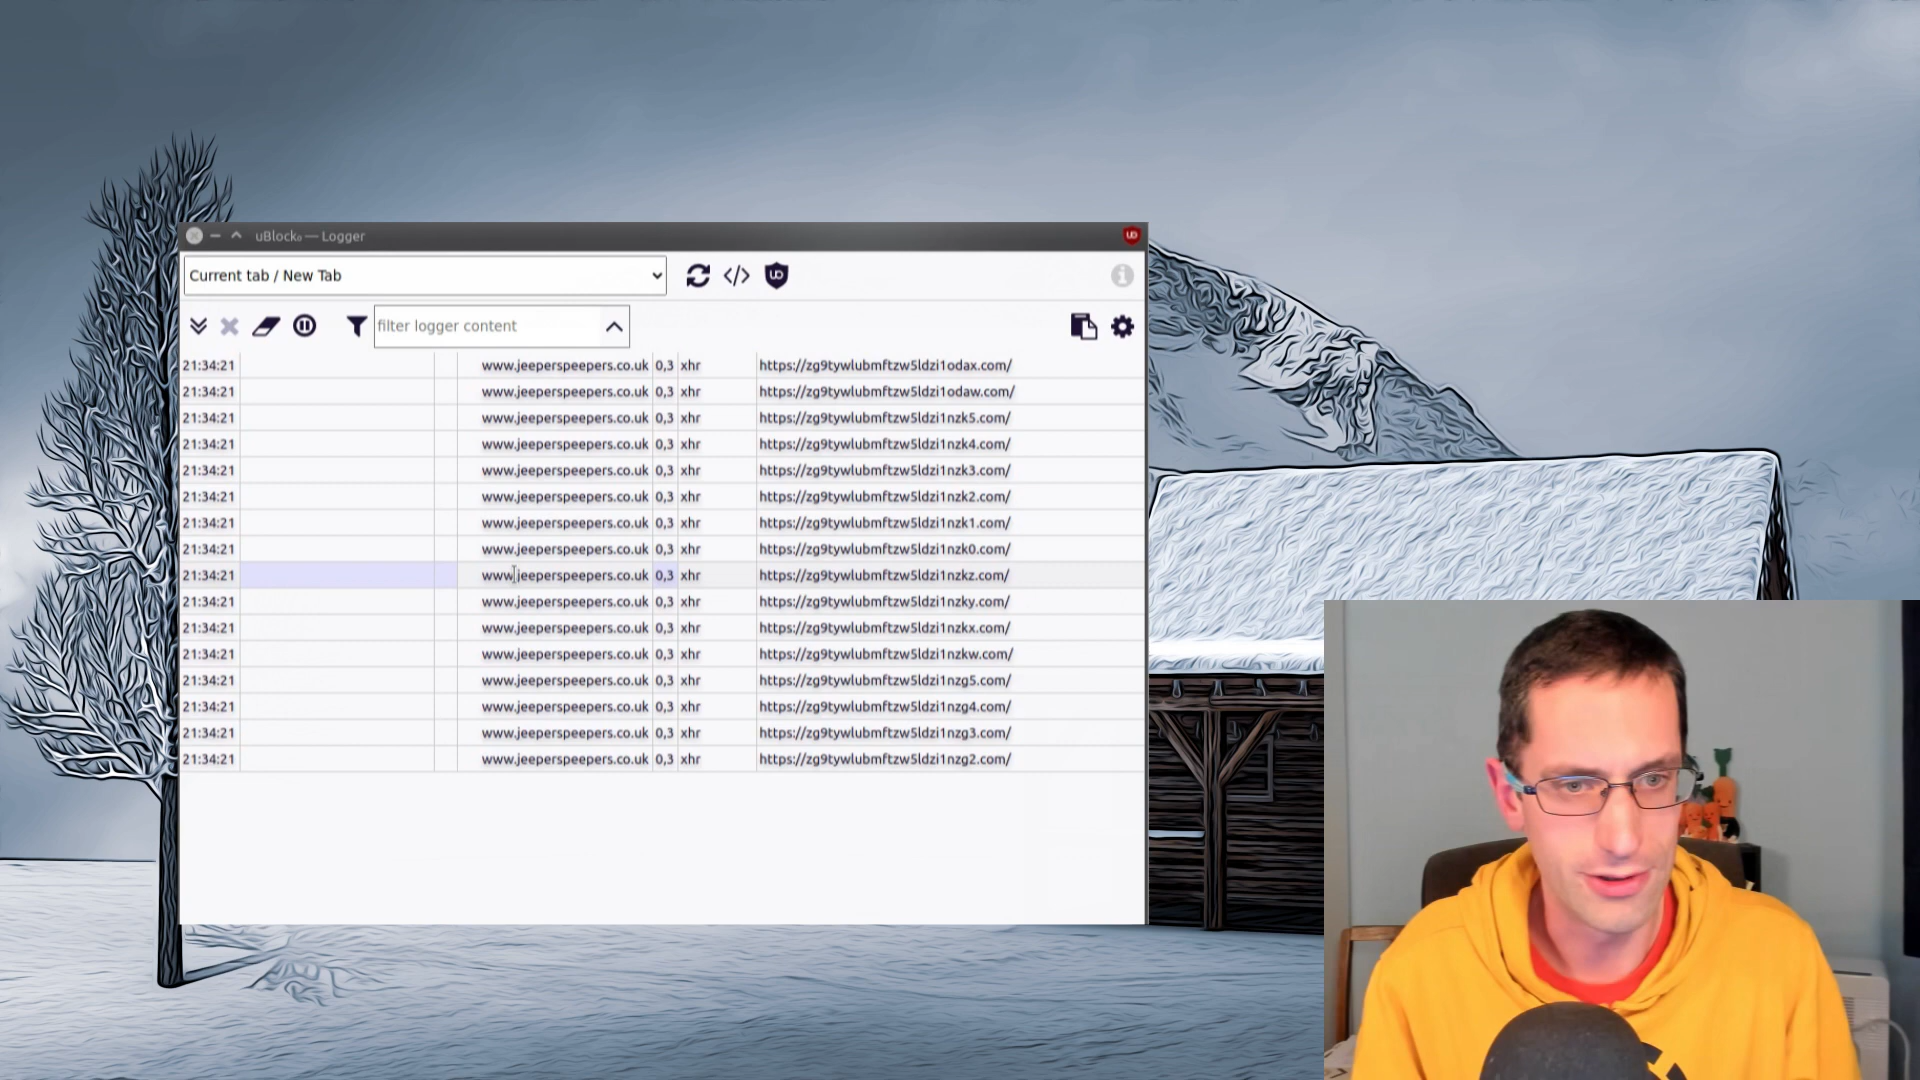 uBlock₀ — Logger
Current tab / New Tab
</>
filter logger content
21:34:21 www.jeeperspeepers.co.uk 0,3 xhr https://zg9tywlubmftzw5ldzi1odax.com/
21:34:21 www.jeeperspeepers.co.uk 0,3 xhr https://zg9tywlubmftzw5ldzi1odaw.com/
21:34:21 www.jeeperspeepers.co.uk 0,3 xhr https://zg9tywlubmftzw5ldzi1nzk5.com/
21:34:21 www.jeeperspeepers.co.uk 0,3 xhr https://zg9tywlubmftzw5ldzi1nzk4.com/
21:34:21 www.jeeperspeepers.co.uk 0,3 xhr https://zg9tywlubmftzw5ldzi1nzk3.com/
21:34:21 www.jeeperspeepers.co.uk 0,3 xhr https://zg9tywlubmftzw5ldzi1nzk2.com/
21:34:21 www.jeeperspeepers.co.uk 0,3 xhr https://zg9tywlubmftzw5ldzi1nzk1.com/
21:34:21 www.jeeperspeepers.co.uk 0,3 xhr https://zg9tywlubmftzw5ldzi1nzk0.com/
21:34:21 www.jeeperspeepers.co.uk 0,3 xhr https://zg9tywlubmftzw5ldzi1nzkz.com/
21:34:21 www.jeeperspeepers.co.uk 0,3 xhr https://zg9tywlubmftzw5ldzi1nzky.com/
21:34:21 www.jeeperspeepers.co.uk 0,3 xhr https://zg9tywlubmftzw5ldzi1nzkx.com/
21:34:21 www.jeeperspeepers.co.uk 0,3 xhr https://zg9tywlubmftzw5ldzi1nzkw.com/
21:34:21 www.jeeperspeepers.co.uk 0,3 xhr https://zg9tywlubmftzw5ldzi1nzg5.com/
21:34:21 www.jeeperspeepers.co.uk 0,3 xhr https://zg9tywlubmftzw5ldzi1nzg4.com/
21:34:21 www.jeeperspeepers.co.uk 0,3 xhr https://zg9tywlubmftzw5ldzi1nzg3.com/
21:34:21 www.jeeperspeepers.co.uk 0,3 xhr https://zg9tywlubmftzw5ldzi1nzg2.com/